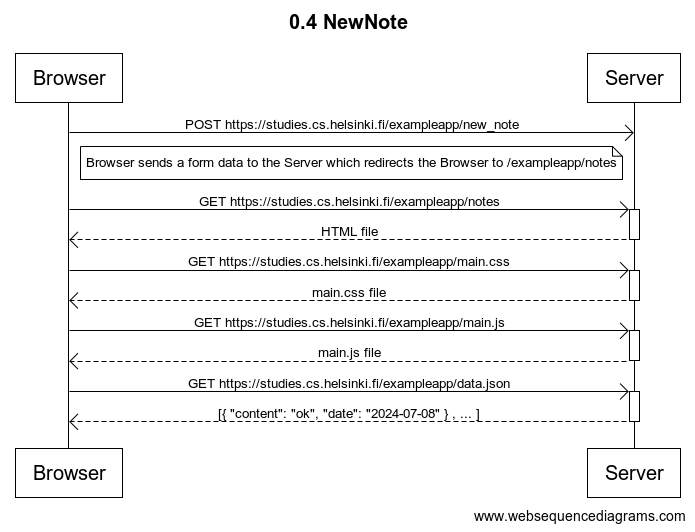 0.4 NewNote
Browser
Server
POST https://studies.cs.helsinki.fi/exampleapp/new_note
Browser sends a form data to the Server which redirects the Browser to /exampleapp/notes
GET https://studies.cs.helsinki.fi/exampleapp/notes
HTML file
GET https://studies.cs.helsinki.fi/exampleapp/main.css
main.css file
GET https://studies.cs.helsinki.fi/exampleapp/main.js
main.js file
GET https://studies.cs.helsinki.fi/exampleapp/data.json
[{ "content": "ok", "date": "2024-07-08" } , ... ]
Browser
Server
www.websequencediagrams.com